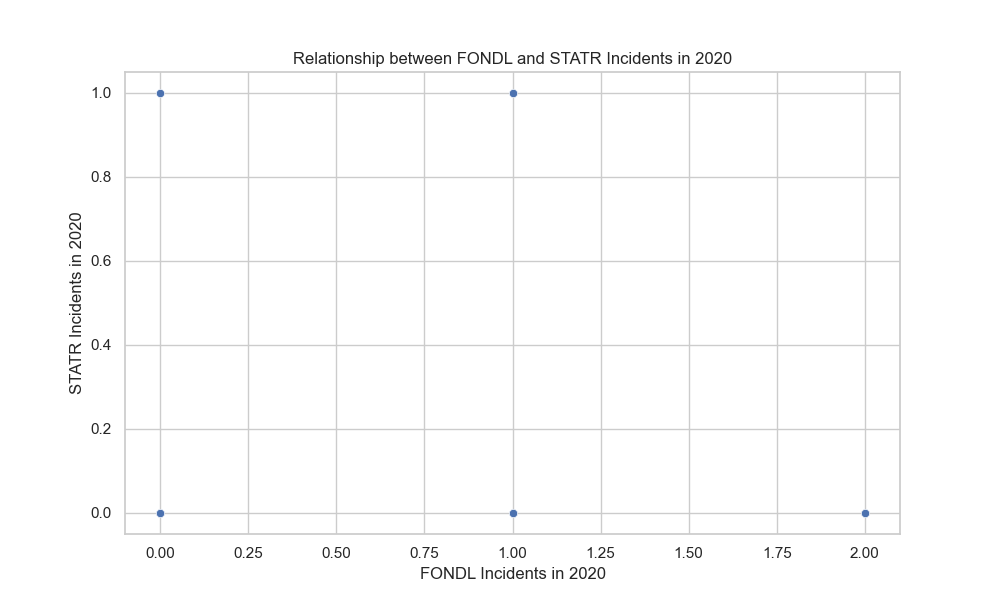 Relationship between FONDL and STATR Incidents in 2020
1.0
0.8
0.6
0.4
0.2
0.0
STATR Incidents in 2020
0.00 0.25 0.50 0.75 1.00 1.25 1.50 1.75 2.00
FONDL Incidents in 2020